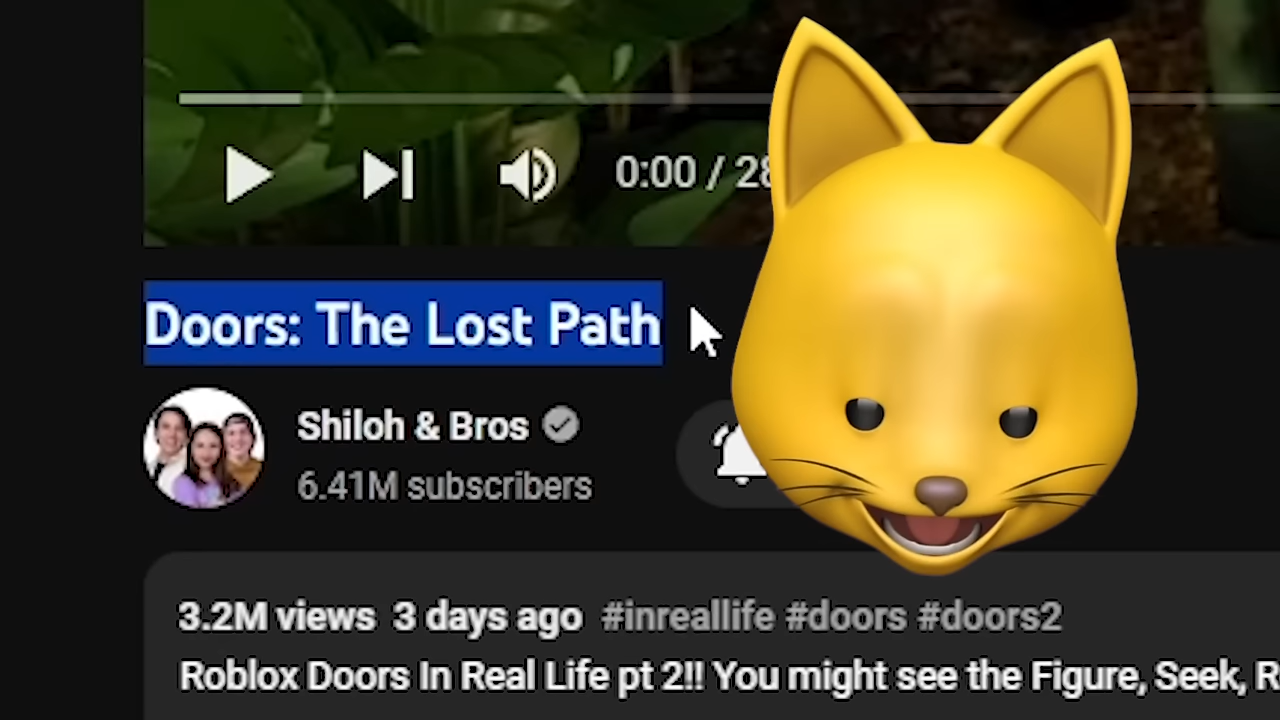 0:00 / 28
Doors: The Lost Path
Shiloh & Bros
6.41M subscribers
3.2M views 3 days ago #inreallife #doors #doors2
Roblox Doors In Real Life pt 2!! You might see the Figure, Seek, R